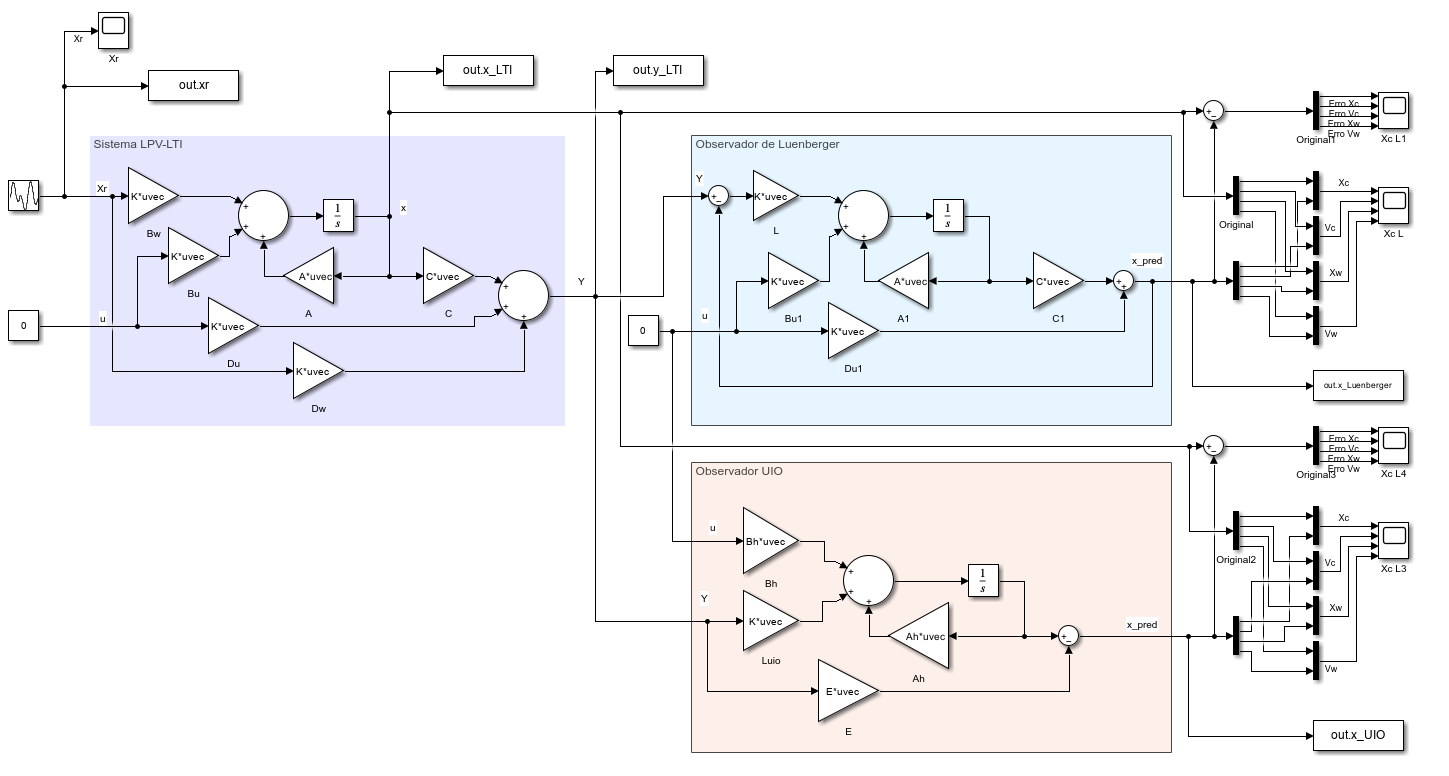 Xr
Xr
out.xr
out.x_LTI
out.y_LTI
Sistema LPV-LTI
Xr
K*uvec
Bw
K*uvec
Bu
1
s
x
A*uvec
A
C*uvec
C
Y
0
u
K*uvec
Du
K*uvec
Dw
Observador de Luenberger
Y
K*uvec
L
1
s
K*uvec
Bu1
A*uvec
A1
C*uvec
C1
x_pred
0
u
K*uvec
Du1
Erro Xc
Erro Vc
Erro Xw
Erro Vw
Original1
Xc L1
Original
Xc
Vc
Xw
Vw
Xc L
out.x_Luenberger
Observador UIO
u
Bh*uvec
Bh
Y
K*uvec
Luio
1
s
Ah*uvec
Ah
E*uvec
E
x_pred
Erro Xc
Erro Vc
Erro Xw
Erro Vw
Original3
Xc L4
Original2
Xc
Vc
Xw
Vw
Xc L3
out.x_UIO